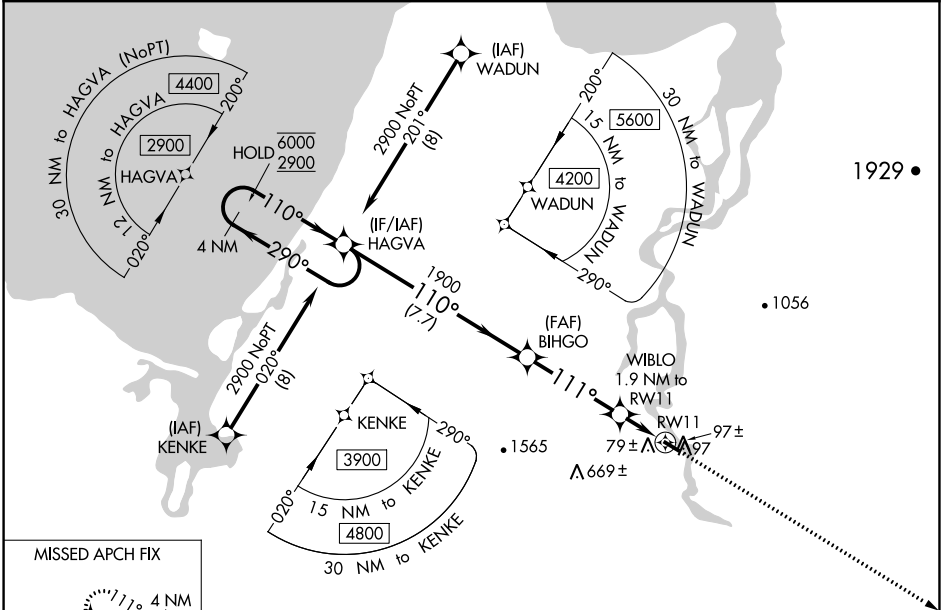 30 NM to HAGVA (NoPT)
4400
200°
12 NM to HAGVA
2900
HAGVA
020°
HOLD 6000
2900
4 NM
110°
290°
(IAF)
WADUN
2900 NoPT
201°
(8)
(IF/IAF)
HAGVA
200°
5600
30 NM to WADUN
15 NM to WADUN
4200
WADUN
290°
1929
1056
1900
110°
(7.7)
(FAF)
BIHGO
111°
WIBLO
1.9 NM to
RW11
RW11
97±
79±
97
1565
669±
2900 NoPT
020°
(8)
(IAF)
KENKE
KENKE
290°
3900
020°
15 NM to KENKE
4800
30 NM to KENKE
MISSED APCH FIX
111°
4 NM